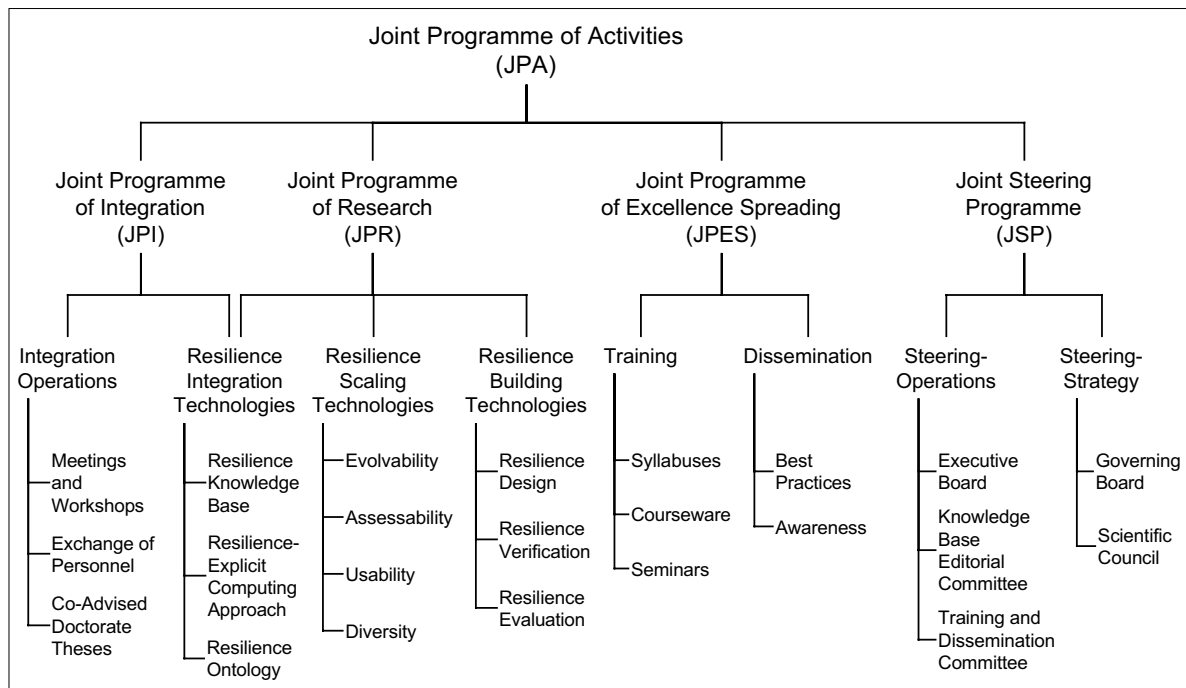 Joint Programme of Activities
(JPA)
Joint Programme
of Integration
(JPI)
Joint Programme
of Research
(JPR)
Joint Programme
of Excellence Spreading
(JPES)
Joint Steering
Programme
(JSP)
Integration
Operations
Meetings
and
Workshops
Exchange of
Personnel
Co-Advised
Doctorate
Theses
Resilience
Integration
Technologies
Resilience
Knowledge
Base
Resilience-
Explicit
Computing
Approach
Resilience
Ontology
Resilience
Scaling
Technologies
Evolvability
Assessability
Usability
Diversity
Resilience
Building
Technologies
Resilience
Design
Resilience
Verification
Resilience
Evaluation
Training
Syllabuses
Courseware
Seminars
Dissemination
Best
Practices
Awareness
Steering-
Operations
Executive
Board
Knowledge
Base
Editorial
Committee
Training and
Dissemination
Committee
Steering-
Strategy
Governing
Board
Scientific
Council